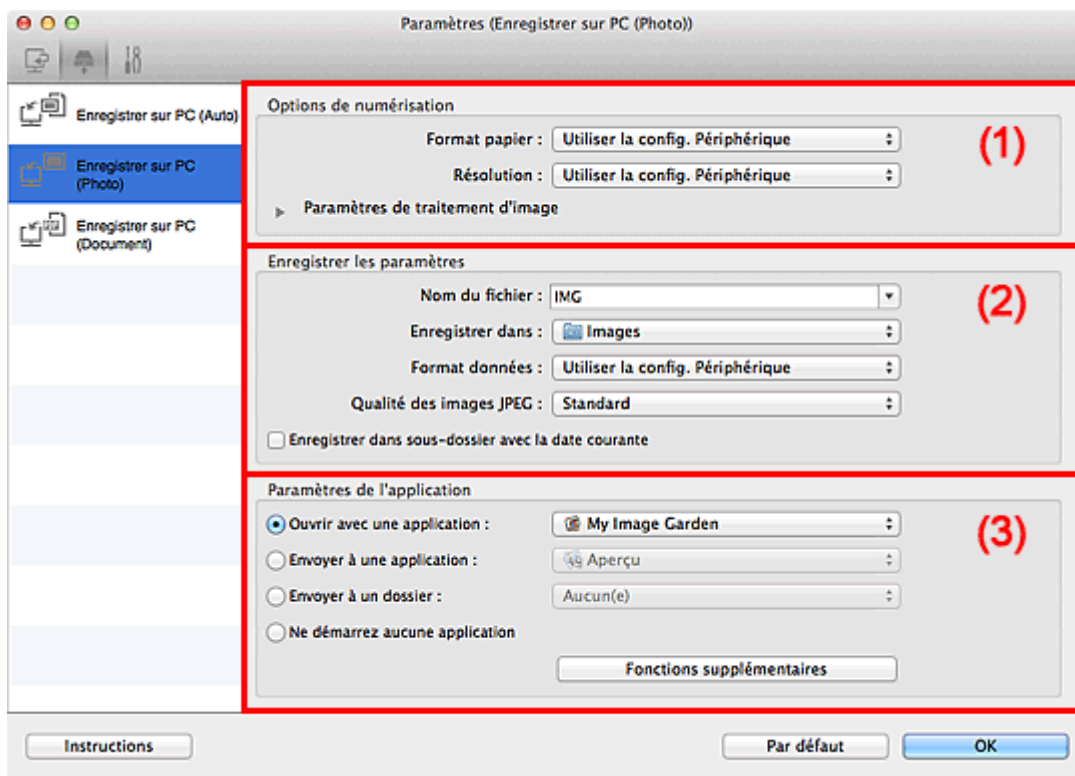 Paramètres (Enregistrer sur PC (Photo))
Enregistrer sur PC (Auto)
Enregistrer sur PC
(Photo)
Enregistrer sur PC
(Document)
Options de numérisation
(1)
Format papier : Utiliser la config. Périphérique
Résolution : Utiliser la config. Périphérique
Paramètres de traitement d'image
Enregistrer les paramètres
(2)
Nom du fichier : IMG
Enregistrer dans : Images
Format données : Utiliser la config. Périphérique
Qualité des images JPEG : Standard
Enregistrer dans sous-dossier avec la date courante
Paramètres de l'application
(3)
Ouvrir avec une application : My Image Garden
Envoyer à une application : Aperçu
Envoyer à un dossier : Aucun(e)
Ne démarrez aucune application
Fonctions supplémentaires
Instructions Par défaut OK